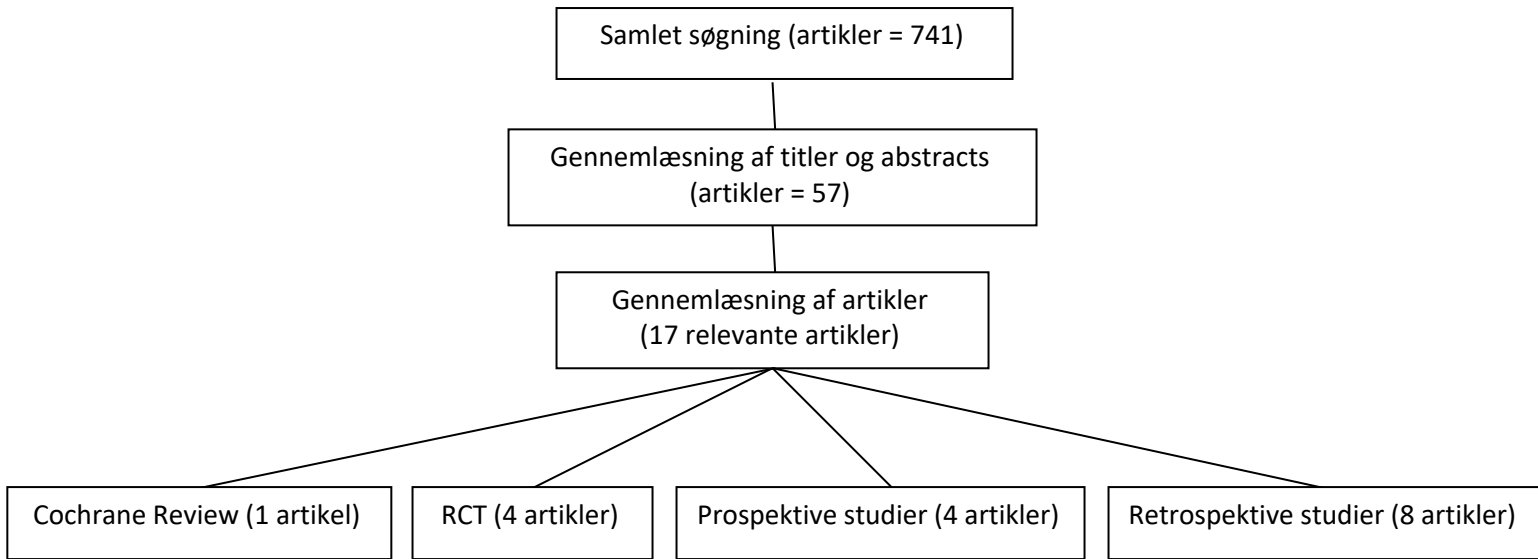 Samlet søgning (artikler = 741)
Gennemlæsning af titler og abstracts
(artikler = 57)
Gennemlæsning af artikler
(17 relevante artikler)
Cochrane Review (1 artikel)
RCT (4 artikler)
Prospektive studier (4 artikler)
Retrospektive studier (8 artikler)